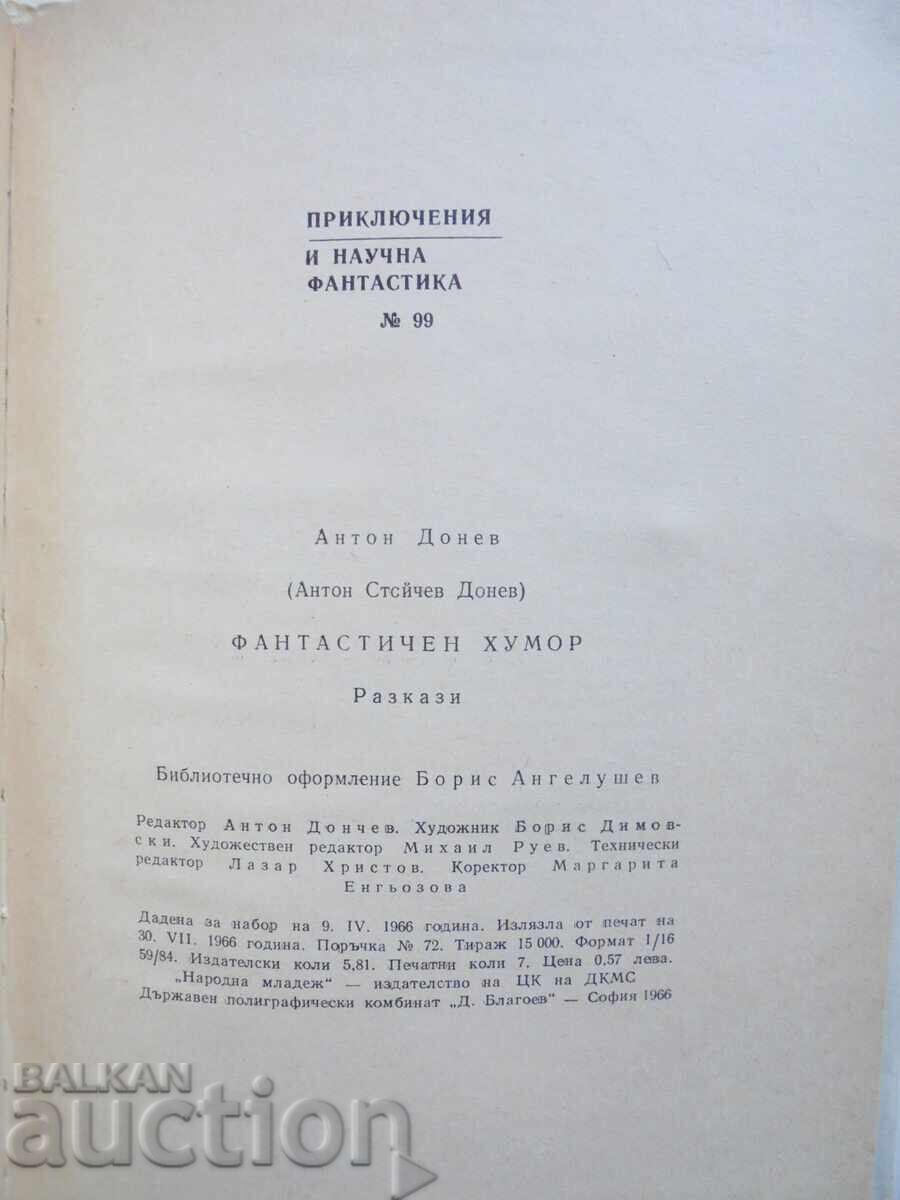 ПРИКЛЮЧЕНИЯ
И НАУЧНА
ФАНТАСТИКА
№ 99
Антон Донев
(Антон Стсйчев Донев)
ФАНТАСТИЧЕН ХУМОР
Разкази
Библиотечно оформление Борис Ангелушев
Редактор Антон Дончев. Художник Борис Димов-
ски. Художествен редактор Михаил Руев. Технически
редактор Лазар Христов. Коректор Маргарита
Енгьозова
Дадена за набор на 9. IV. 1966 година. Излязла от печат на
30. VII. 1966 година. Поръчка № 72. Тираж 15 000. Формат 1/16
59/84. Издателски коли 5,81. Печатни коли 7. Цена 0,57 лева.
„Народна младеж“ — издателство на ЦК на ДКМС
Държавен полиграфически комбинат „Д. Благоев“ — София 1966
BALKAN
auction